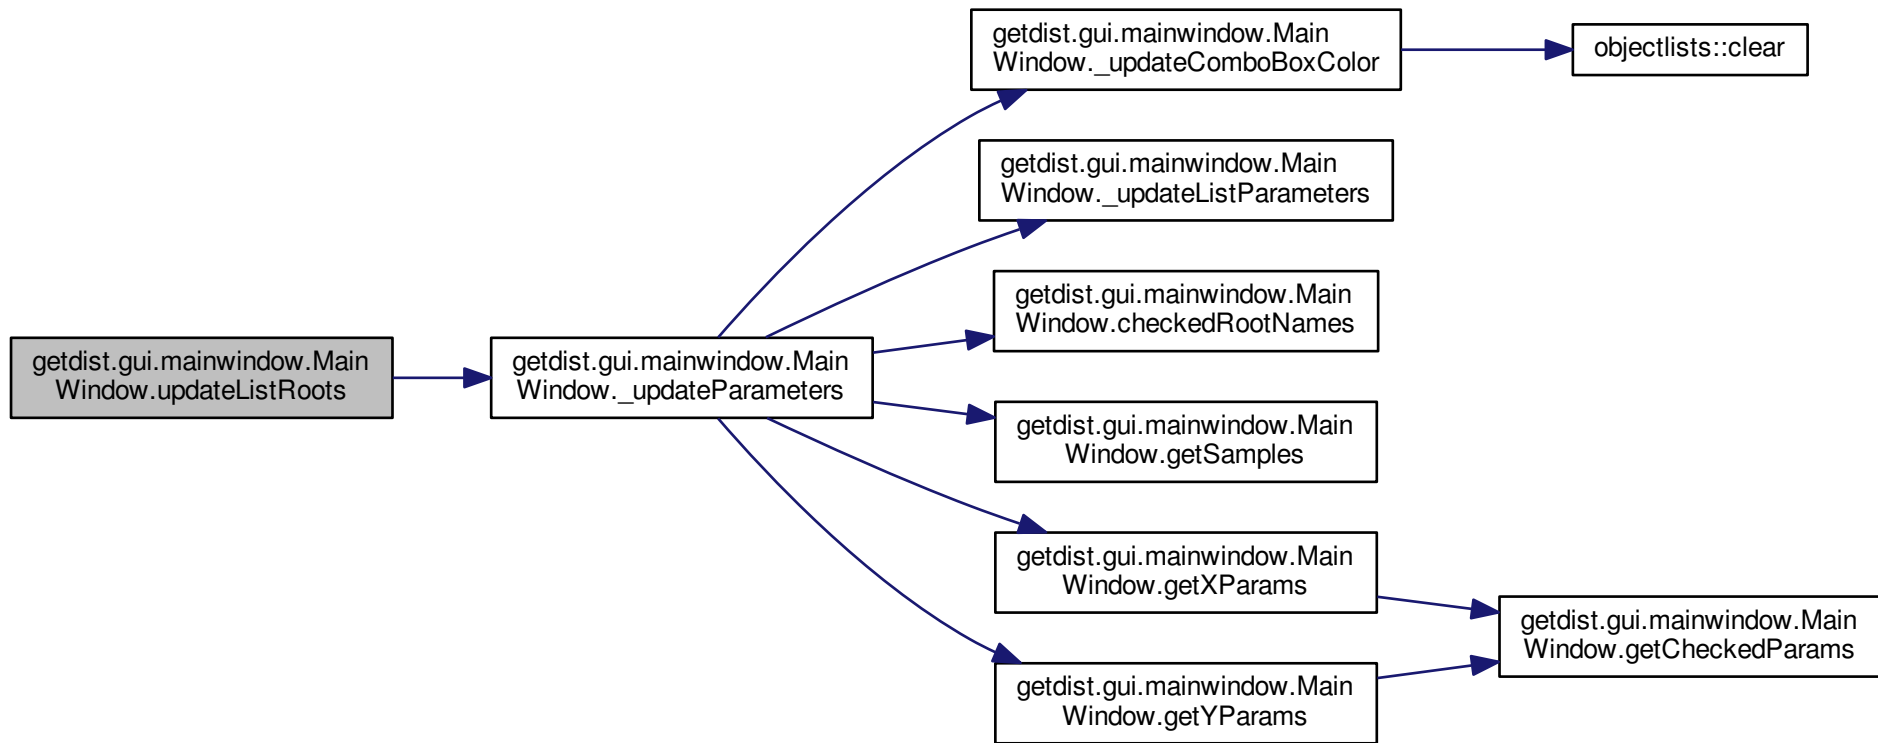 getdist.gui.mainwindow.Main
Window.updateListRoots
getdist.gui.mainwindow.Main
Window._updateParameters
getdist.gui.mainwindow.Main
Window._updateComboBoxColor
objectlists::clear
getdist.gui.mainwindow.Main
Window._updateListParameters
getdist.gui.mainwindow.Main
Window.checkedRootNames
getdist.gui.mainwindow.Main
Window.getSamples
getdist.gui.mainwindow.Main
Window.getXParams
getdist.gui.mainwindow.Main
Window.getYParams
getdist.gui.mainwindow.Main
Window.getCheckedParams